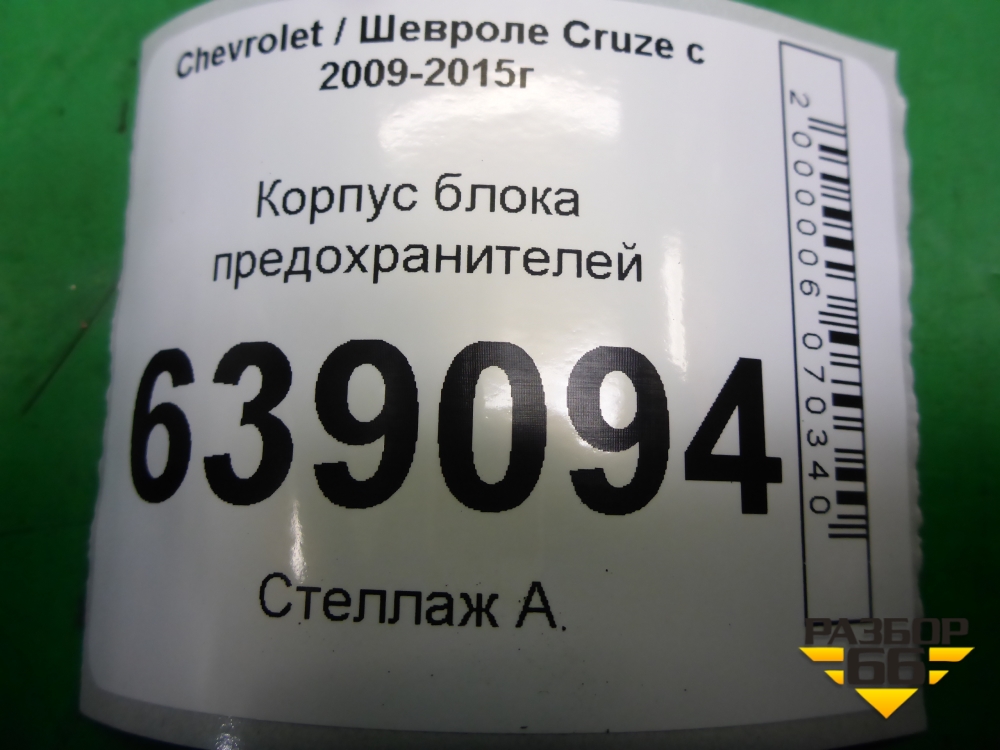 Chevrolet / Шевроле Cruze с
2009-2015г
Корпус блока
предохранителей
639094
Стеллаж А.
2000006070340
РАЗБОР
66